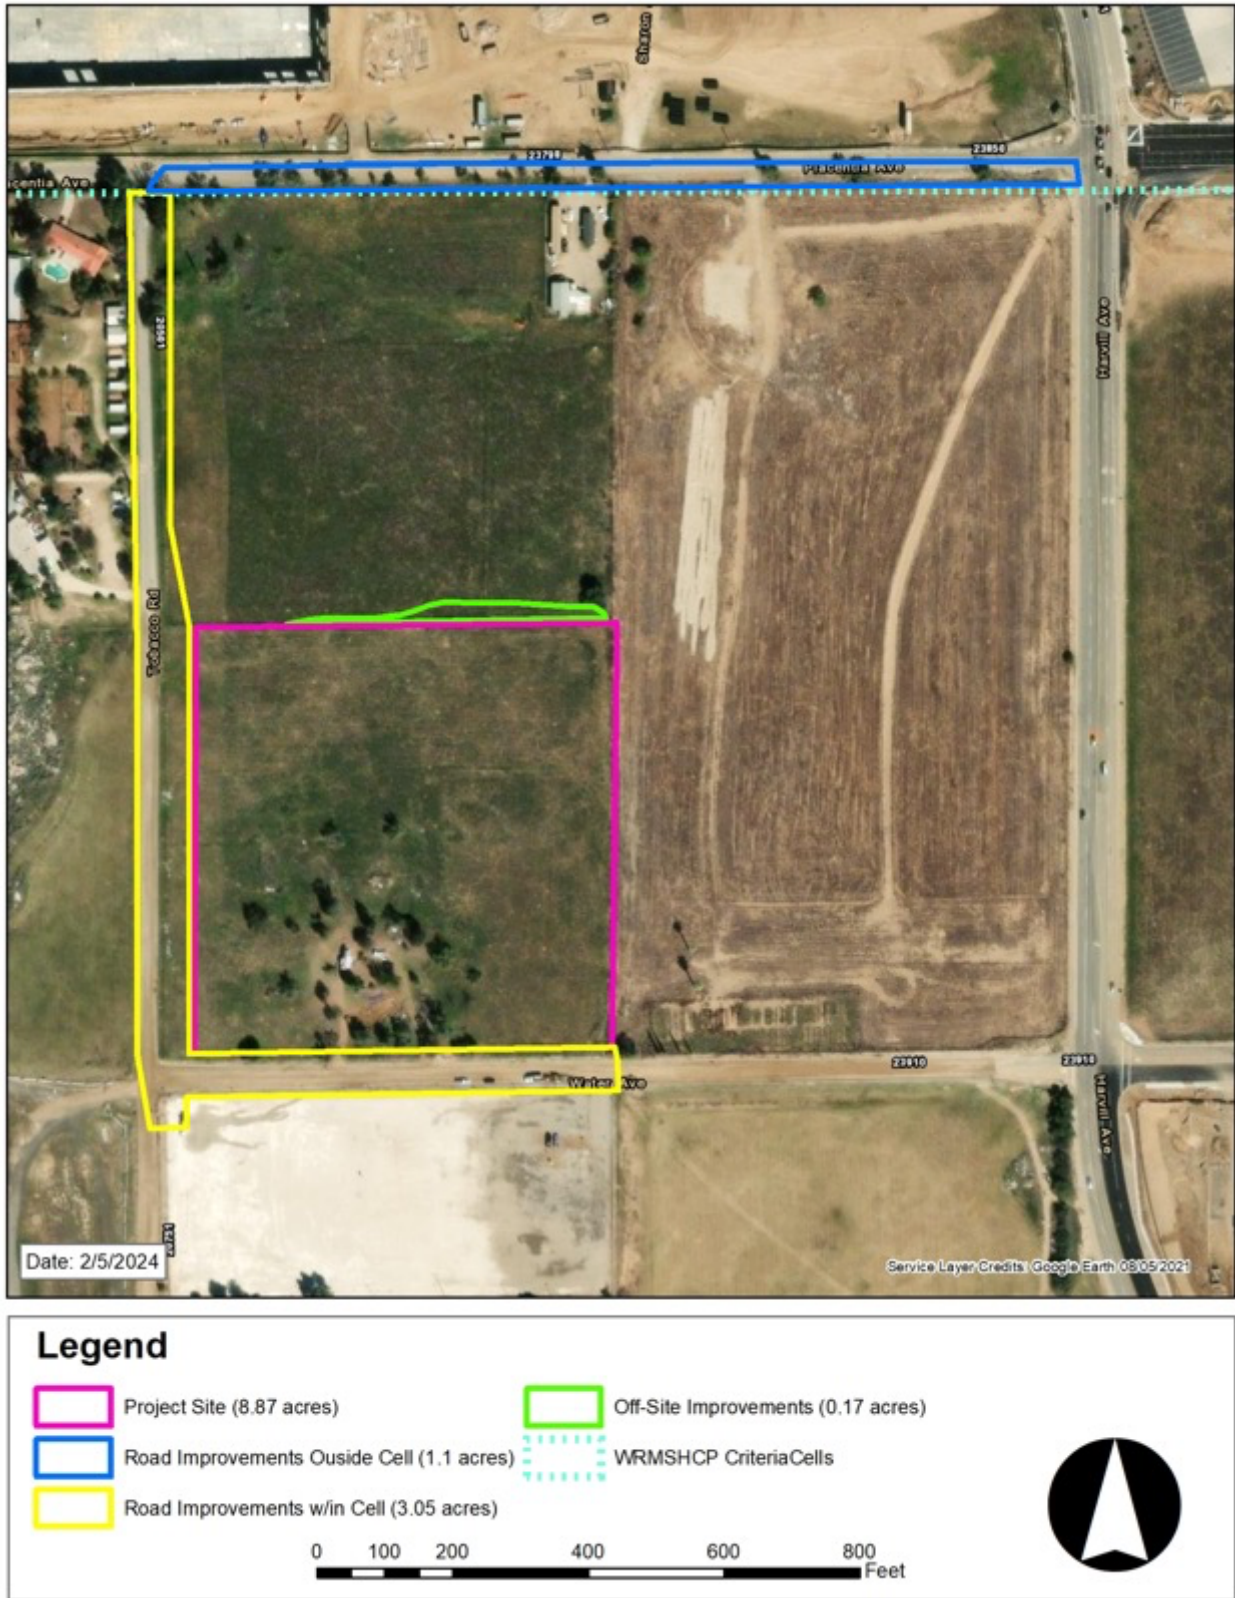 Sharon
23790
23850
Placentia Ave
centia Ave
Harvill Ave
Tobacco Rd
23910
23910
Water Ave
Harvill Ave
Date: 2/5/2024
Service Layer Credits: Google Earth 08/05/2021
Legend
Project Site (8.87 acres)
Off-Site Improvements (0.17 acres)
Road Improvements Ouside Cell (1.1 acres)
WRMSHCP CriteriaCells
Road Improvements w/in Cell (3.05 acres)
0 100 200 400 600 800
Feet